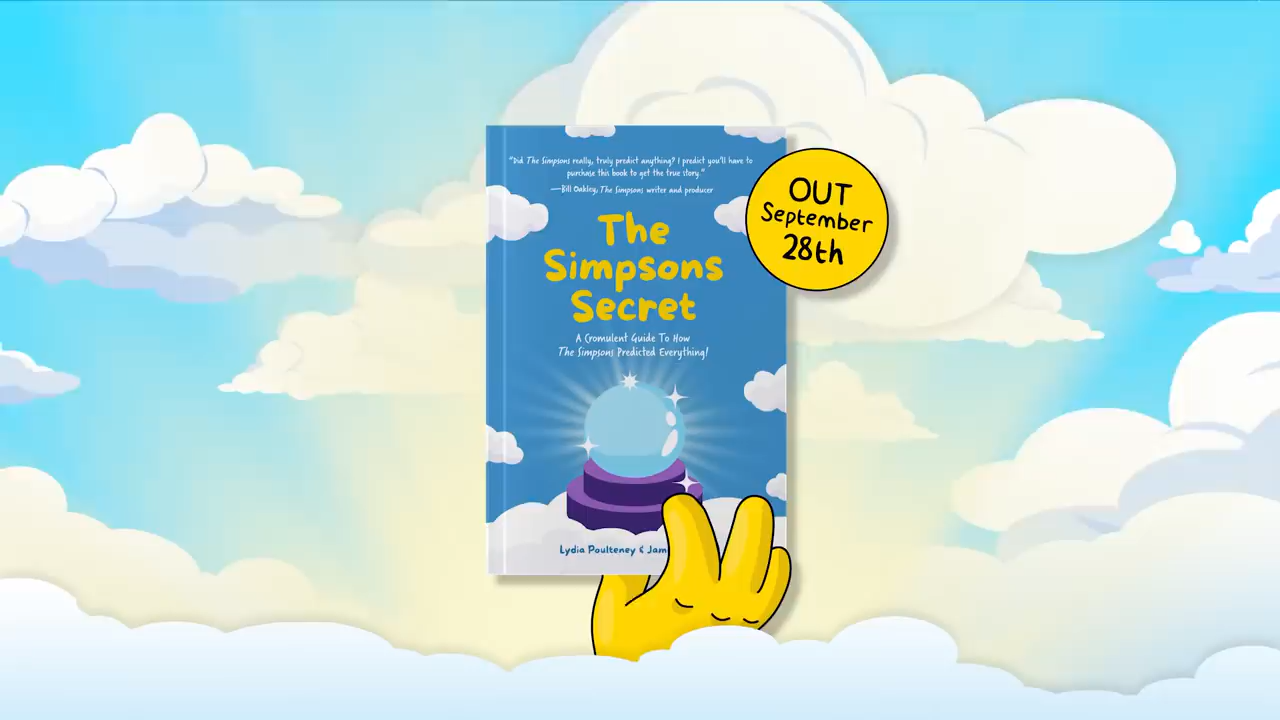 "Did The Simpsons really, truly predict anything? I predict you'll have to
purchase this book to get the true story."
—Bill Oakley, The Simpsons writer and producer
The
Simpsons
Secret
A Cromulent Guide To How
The Simpsons Predicted Everything!
Lydia Poulteney & Jam
OUT
September
28th